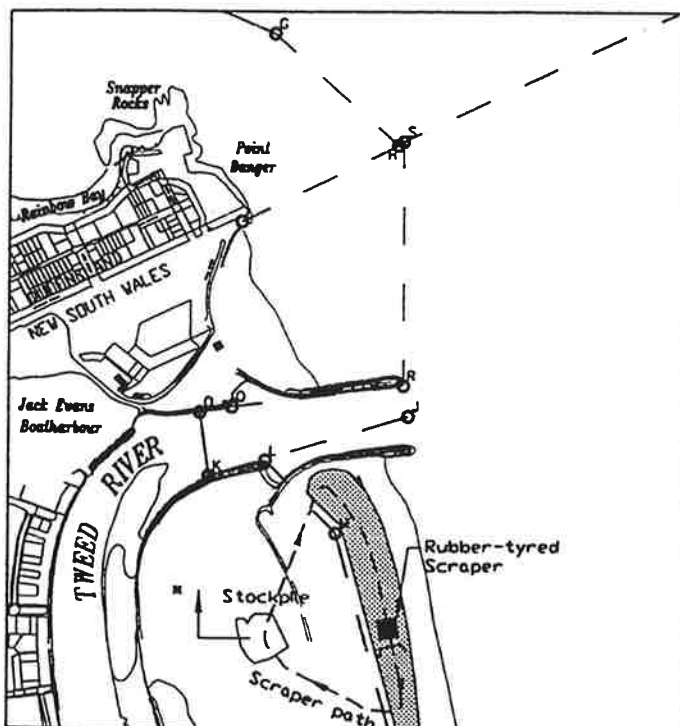 G
Snapper
Rocks
S
R
Point
Danger
Rainbow Bay
QUEENSLAND
NEW SOUTH WALES
R
Jack Evans
Boatharbour
J
L
K
TWEED RIVER
Rubber-tyred
Scraper
Stockpile
Scraper path